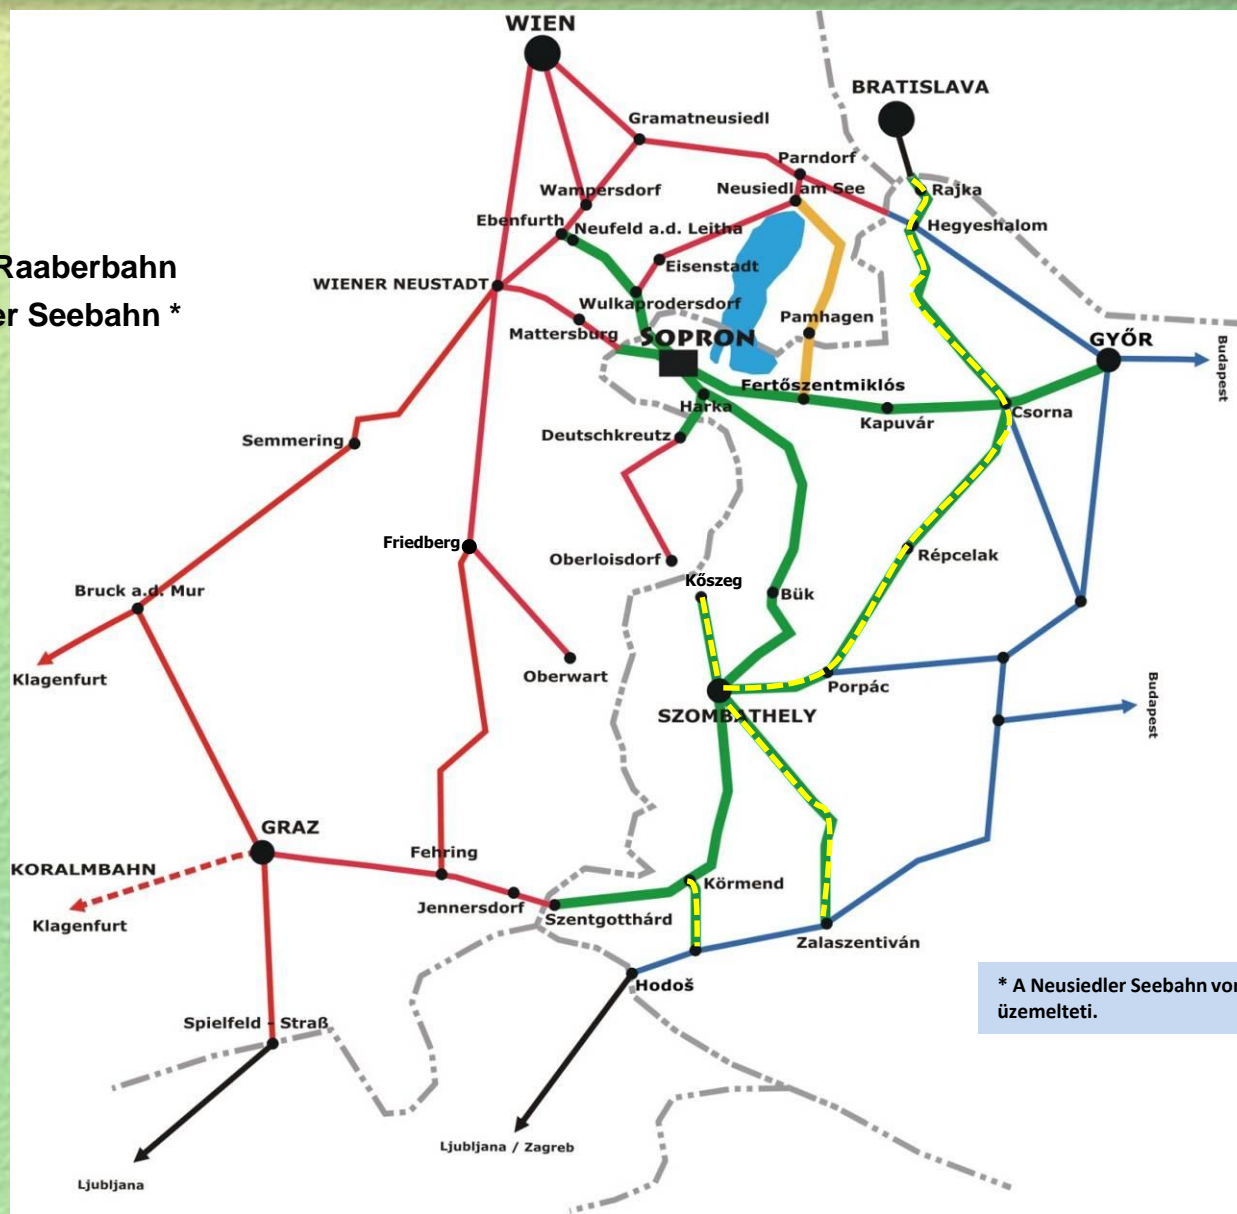 WIEN
BRATISLAVA
Gramatneusiedl
Parndorf
Wampersdorf
Neusiedl am See
Rajka
Ebenfurth
Neufeld a.d. Leitha
Hegyeshalom
Raaberbahn
Eisenstadt
WIENER NEUSTADT
Wulkaprodersdorf
er Seebahn *
Mattersburg
Pamhagen
SOPRON
GYŐR
Budapest
Fertőszentmiklós
Harka
Kapuvár
Csorna
Deutschkreutz
Semmering
Friedberg
Oberloisdorf
Répcelak
Kőszeg
Bük
Bruck a.d. Mur
Klagenfurt
Oberwart
Porpác
SZOMBATHELY
Budapest
GRAZ
Fehring
KORALMBAHN
Körmend
Jennersdorf
Szentgotthárd
Klagenfurt
Zalaszentiván
Hodoš
* A Neusiedler Seebahn von
üzemelteti.
Spielfeld - Straß
Ljubljana / Zagreb
Ljubljana